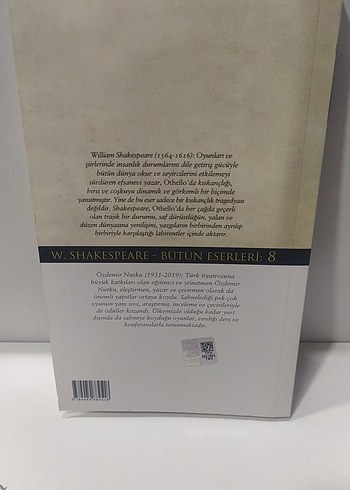 William Shakespeare (1564-1616): Oyunları ve
şiirlerinde insanlık durumlarını dile getiriş gücüyle
bütün dünya okur ve seyircilerini etkilemeyi
sürdüren efsanevi yazar, Othello'da kıskançlığı,
hırsı ve coşkuyu dinamik ve görkemli bir biçimde
yansıtmıştır. Yine de bu eser sadece bir kıskançlık tragedyası
değildir. Shakespeare, Othello'da her çağda geçerli
olan trajik bir durumu, saf dürüstlüğün, yalan ve
düzen dünyasına yenilişini, yazgıların birbirinden ayrılıp
birbiriyle karşılaştığı labirentler içinde aktarır.
W. SHAKESPEARE - BÜTÜN ESERLERİ: 8
Özdemir Nutku (1931-2019): Türk tiyatrosuna
büyük katkıları olan eğitimci ve yönetmen Özdemir
Nutku, eleştirmen, yazar ve çevirmen olarak da
önemli yapıtlar ortaya koydu. Sahnelediği pek çok
oyunun yanı sıra, araştırma, inceleme ve çevirileriyle
de ödüller kazandı. Ülkemizde olduğu kadar yurt
dışında da sahneye koyduğu oyunlar, verdiği ders ve
konferanslarla tanınmaktadır.